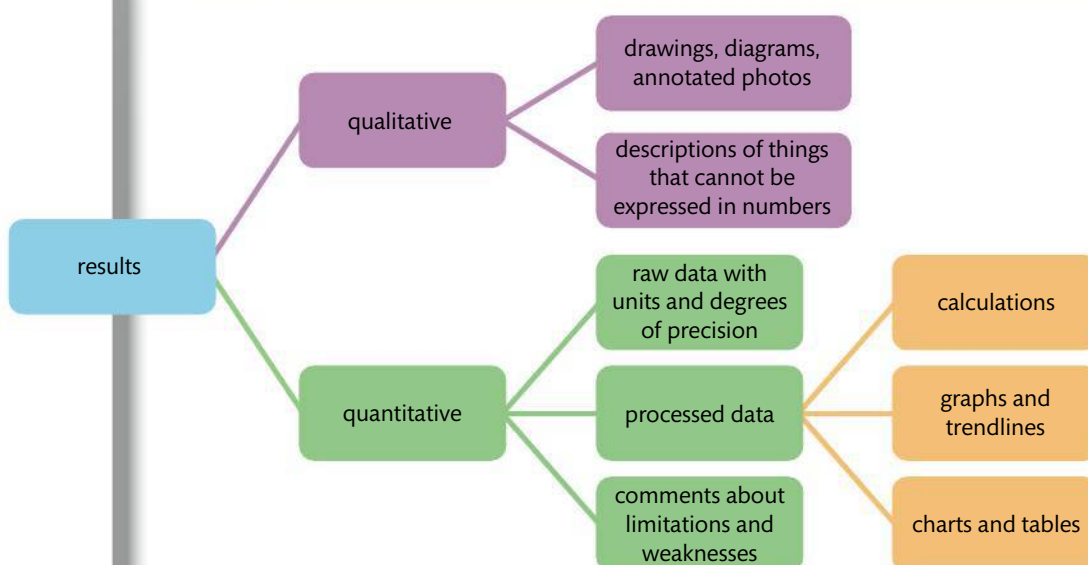 drawings, diagrams,
annotated photos
qualitative
descriptions of things
that cannot be
expressed in numbers
results
raw data with
units and degrees
of precision
calculations
quantitative
processed data
graphs and
trendlines
comments about
limitations and
weaknesses
charts and tables